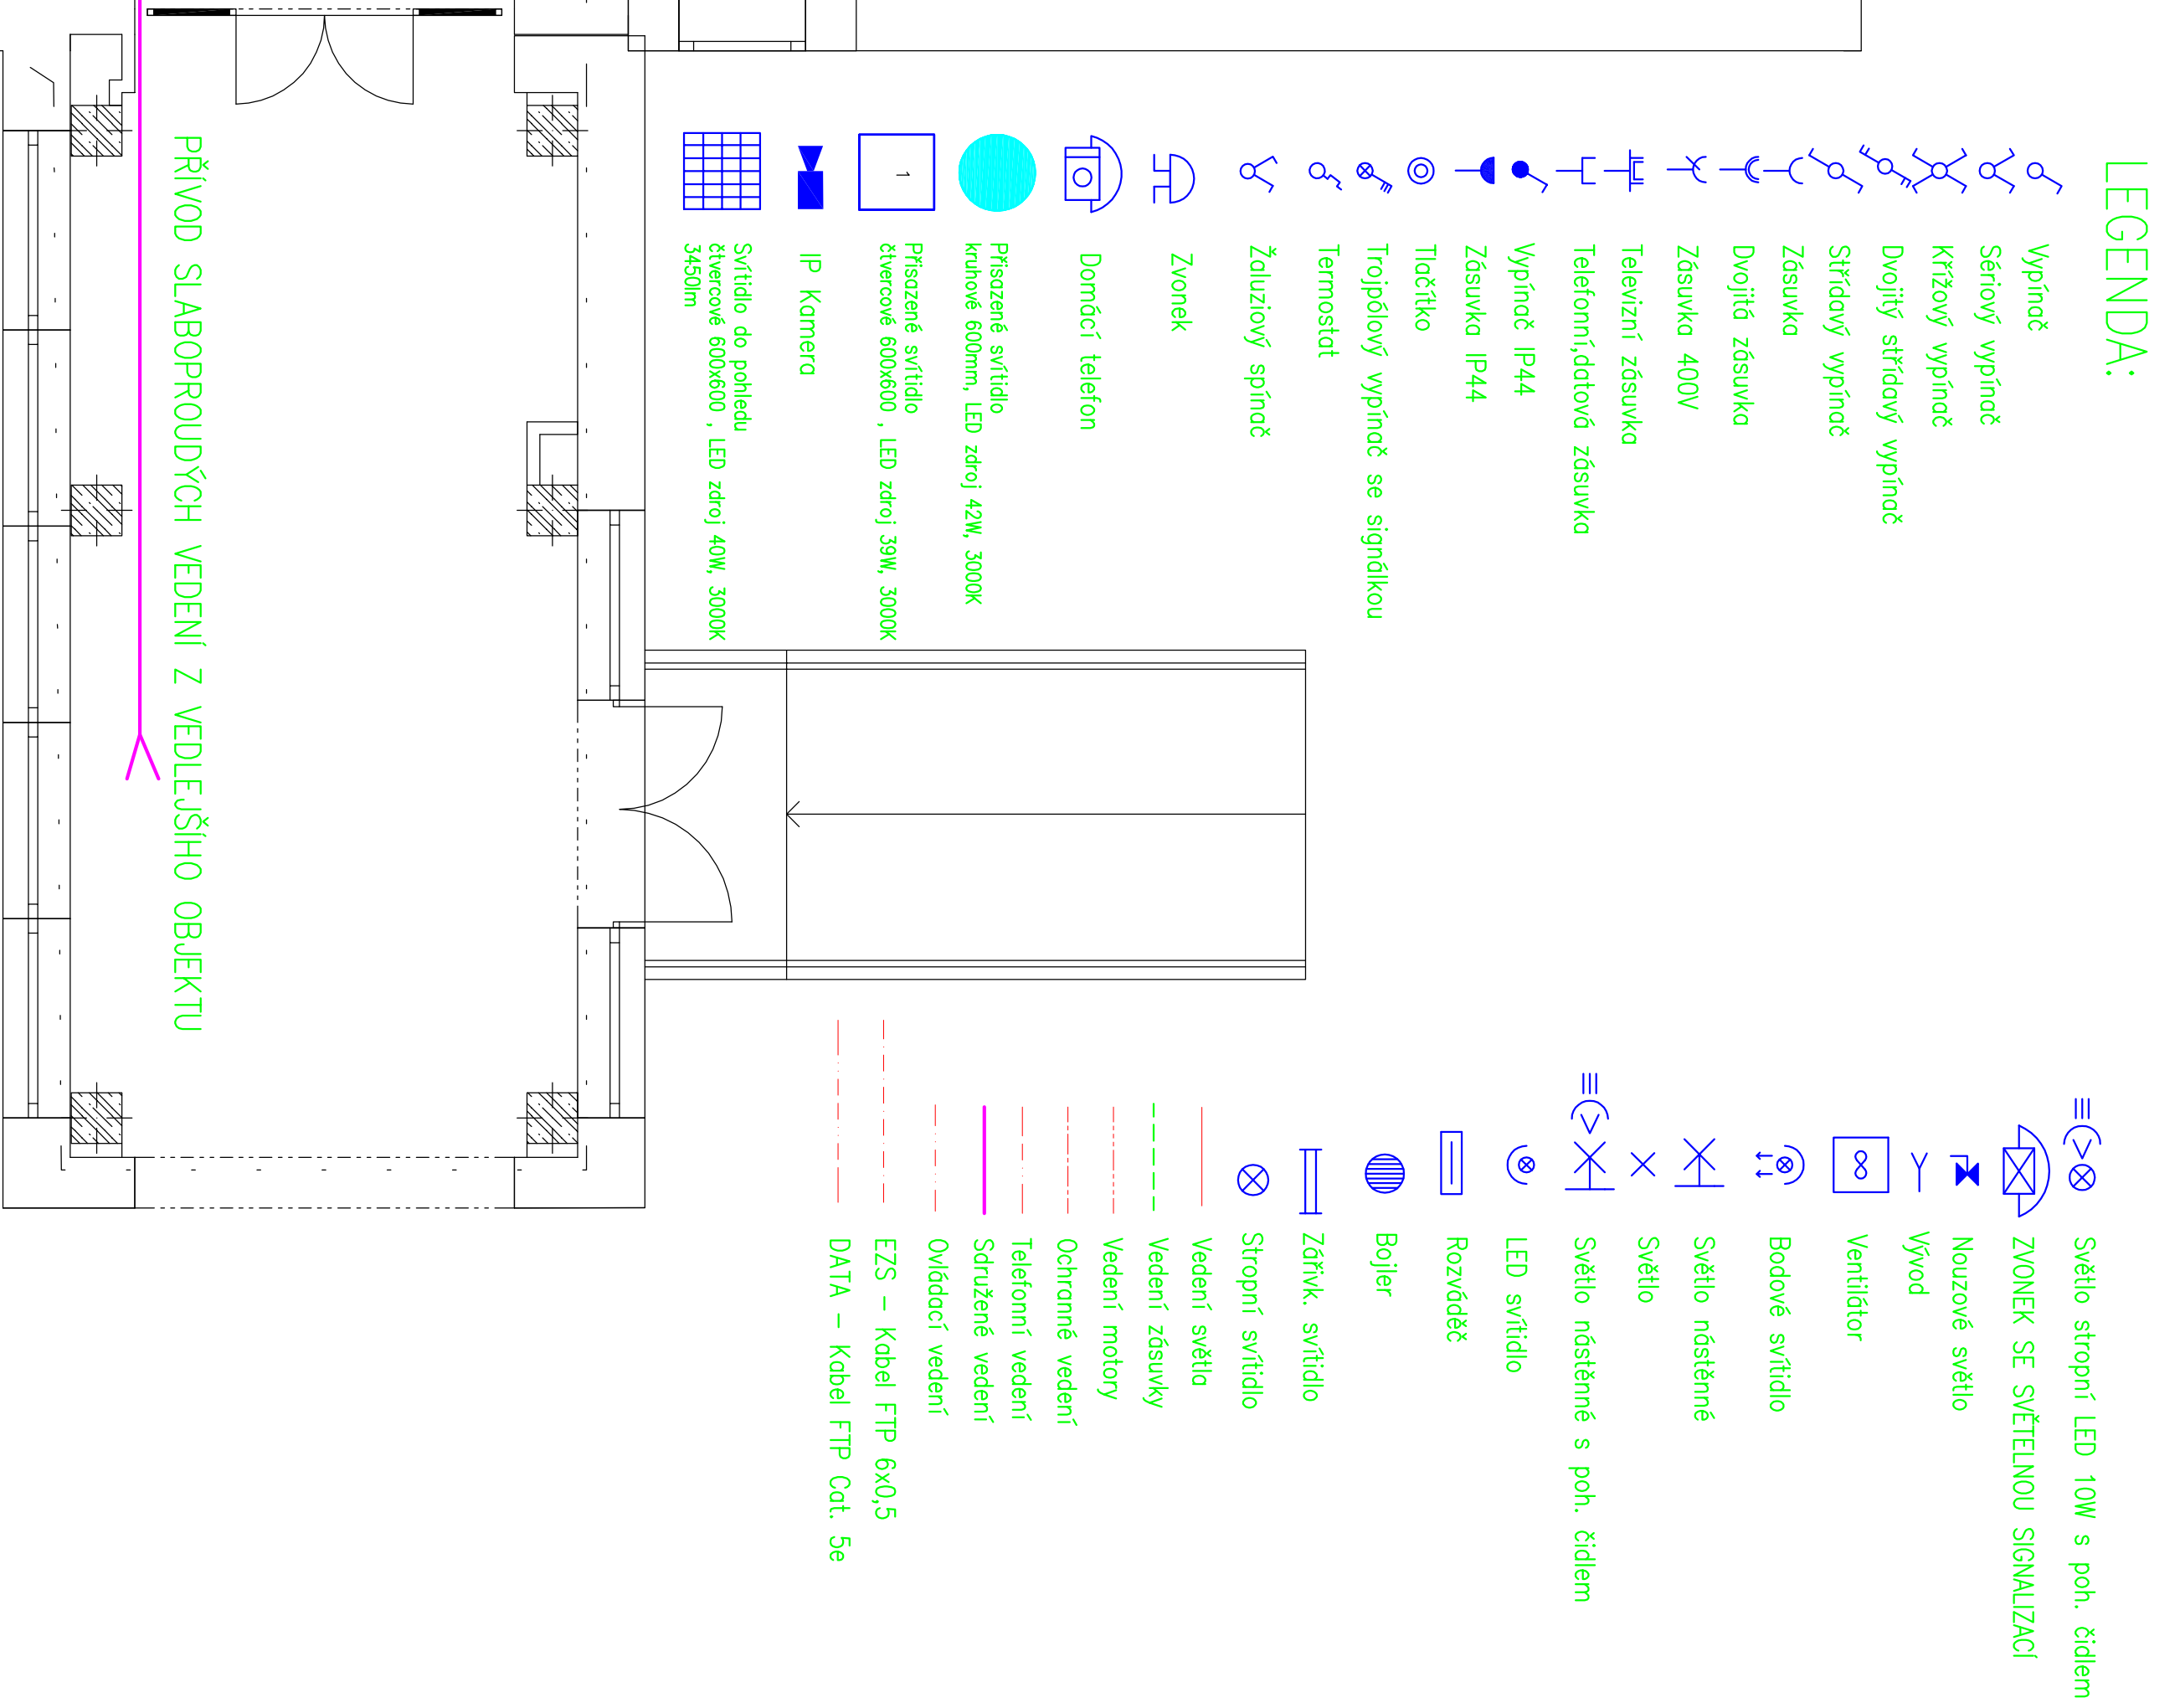 LEGENDA:
Vypínač
Sériový vypínač
Křížový vypínač
Dvojitý střídavý vypínač
Střídavý vypínač
Zásuvka
Dvojitá zásuvka
Zásuvka 400V
Televizní zásuvka
Telefonní,datová zásuvka
Vypínač IP44
Zásuvka IP44
Tlačítko
Trojpólový vypínač se signálkou
Termostat
Žaluziový spínač
Zvonek
Domácí telefon
Přisazené svítidlo
kruhové 600mm, LED zdroj 42W, 3000K
1
Přisazené svítidlo
čtvercové 600x600 , LED zdroj 39W, 3000K
IP kamera
Svítidlo do pohledu
čtvercové 600x600 , LED zdroj 40W, 3000K
3450lm
Světlo stropní LED 10W s poh. čidlem
ZVONEK SE SVĚTELNOU SIGNALIZACÍ
Nouzové světlo
Vývod
Ventilátor
Bodové svítidlo
Světlo nástěnné
Světlo
Světlo nástěnné s poh. čidlem
LED svítidlo
Rozváděč
Bojler
Zářivk. svítidlo
Stropní svítidlo
Vedení světla
Vedení zásuvky
Vedení motory
Ochranné vedení
Telefonní vedení
Sdružené vedení
Ovládací vedení
EZS – Kabel FTP 6x0,5
DATA – Kabel FTP Cat. 5e
PŘÍVOD SLABOPROUDÝCH VEDENÍ Z VEDLEJŠÍHO OBJEKTU